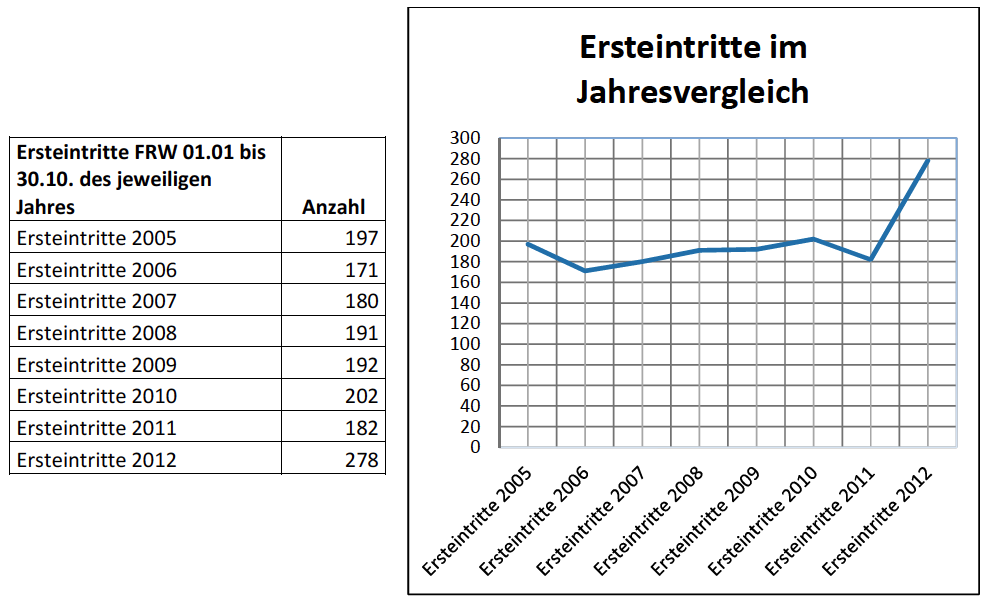 Ersteintritte FRW 01.01 bis
30.10. des jeweiligen
Jahres Anzahl
Ersteintritte 2005 197
Ersteintritte 2006 171
Ersteintritte 2007 180
Ersteintritte 2008 191
Ersteintritte 2009 192
Ersteintritte 2010 202
Ersteintritte 2011 182
Ersteintritte 2012 278
Ersteintritte im
Jahresvergleich
300
280
260
240
220
200
180
160
140
120
100
80
60
40
20
0
Ersteintritte 2005
Ersteintritte 2006
Ersteintritte 2007
Ersteintritte 2008
Ersteintritte 2009
Ersteintritte 2010
Ersteintritte 2011
Ersteintritte 2012